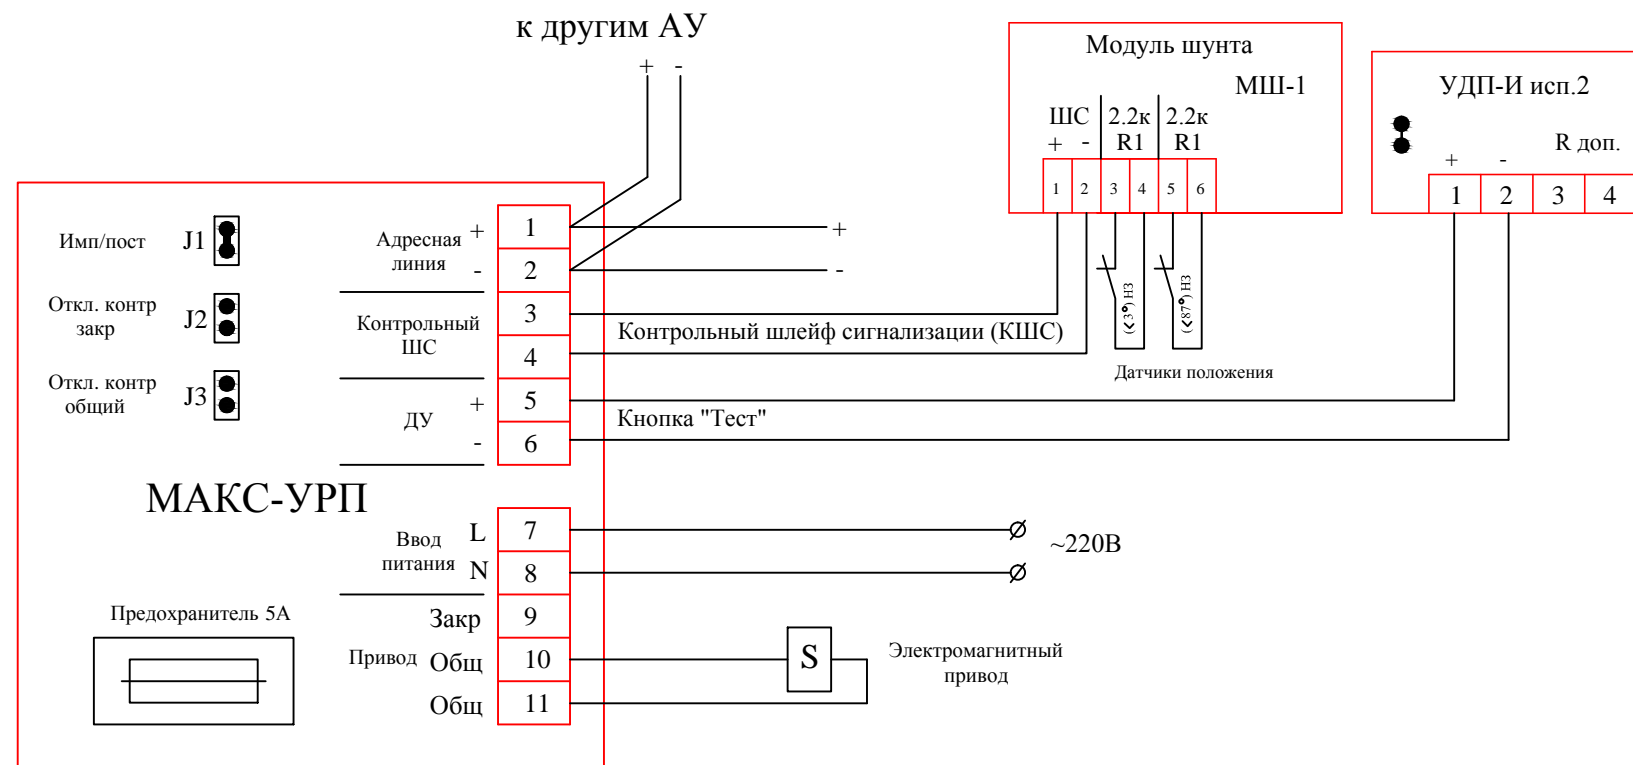 к другим АУ
+ -
Модуль шунта
МШ-1
ШС 2.2к 2.2к
+ - R1 R1
1 2 3 4 5 6
УДП-И исп.2
R доп.
+ -
1 2 3 4
Имп/пост J1
Откл. контр
закр J2
Откл. контр
общий J3
Адресная
линия
+ 1 +
- 2 -
Контрольный
ШС
3
4
Контрольный шлейф сигнализации (КШС)
(<3°) НЗ
(<87°) НЗ
Датчики положения
ДУ
+ 5
- 6
Кнопка "Тест"
МАКС-УРП
Ввод
питания
L 7
N 8
~220В
Закр 9
Привод Общ 10
Общ 11
S
Электромагнитный
привод
Предохранитель 5А